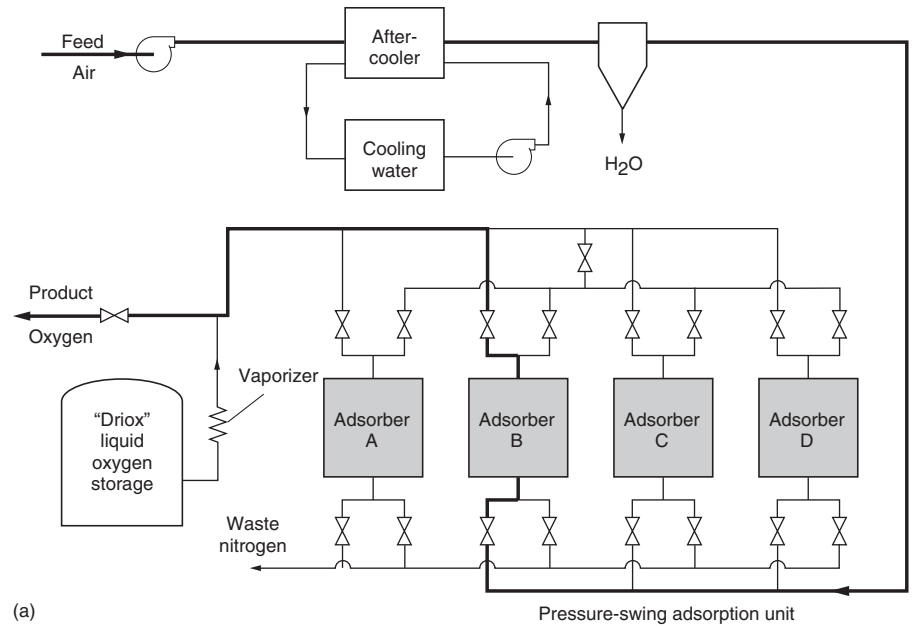 Feed
Air
After-
cooler
Cooling
water
H2O
Product
Oxygen
Vaporizer
"Driox"
liquid
oxygen
storage
Adsorber
A
Adsorber
B
Adsorber
C
Adsorber
D
Waste
nitrogen
(a)
Pressure-swing adsorption unit